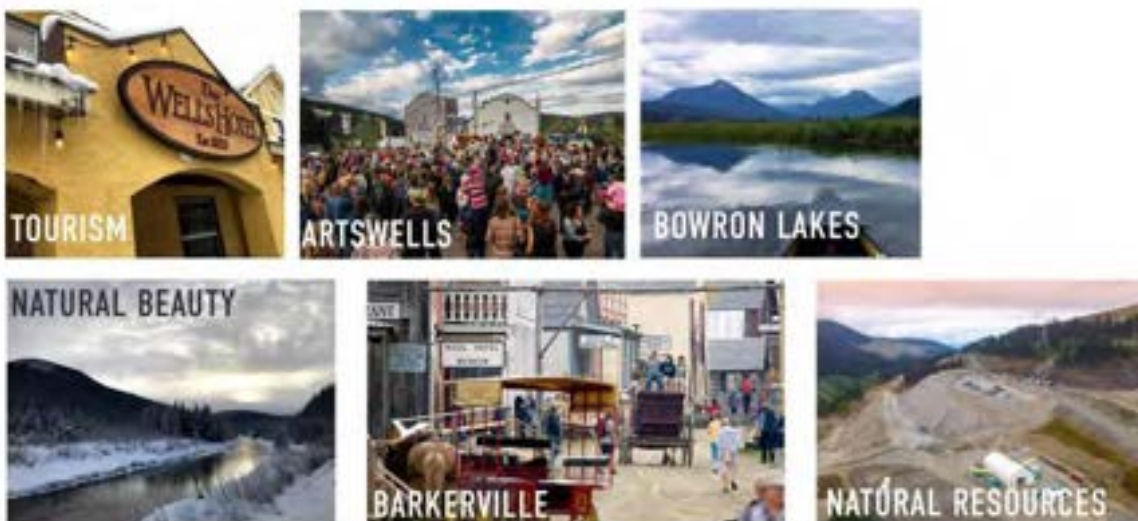 The
WELLS HOTEL
TOURISM
ARTSWELLS
BOWRON LAKES
NATURAL BEAUTY
BARKERVILLE
NATURAL RESOURCES